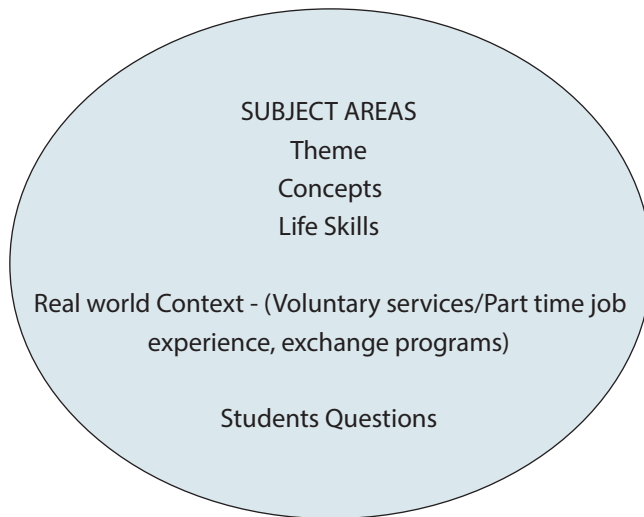 SUBJECT AREAS
Theme
Concepts
Life Skills
Real world Context - (Voluntary services/Part time job
experience, exchange programs)
Students Questions